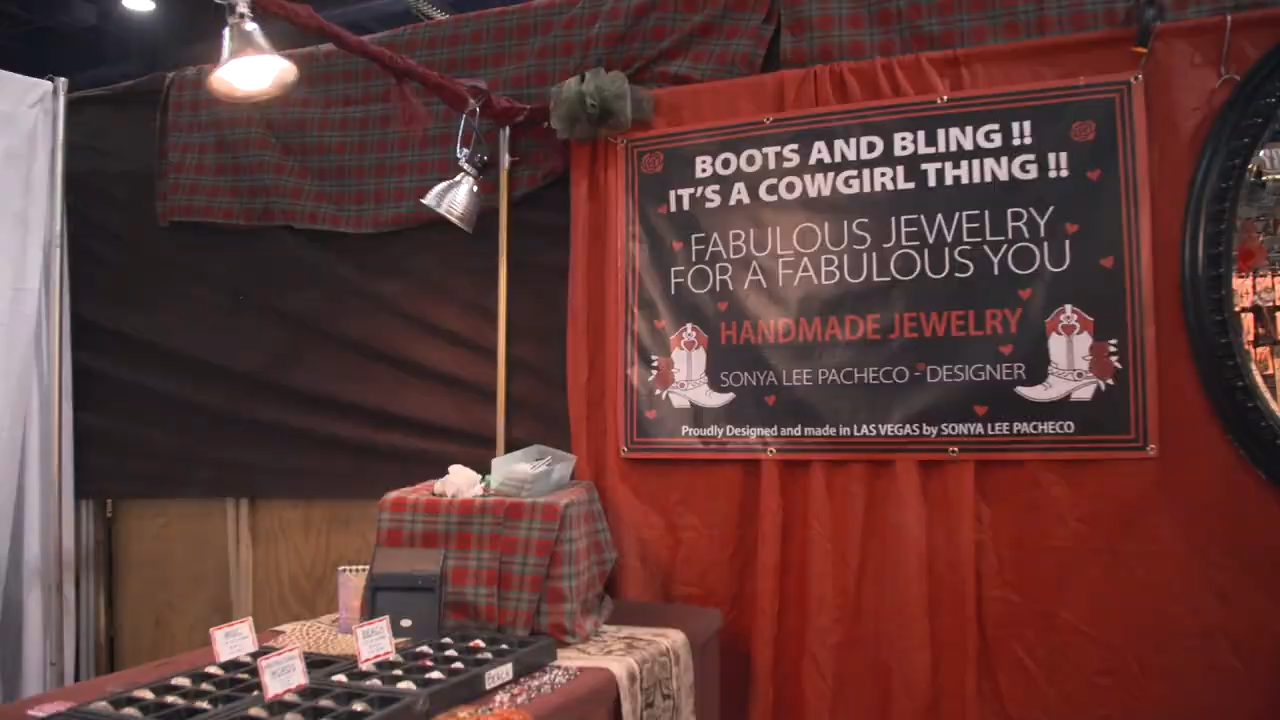 BOOTS AND BLING !!
IT'S A COWGIRL THING !!
FABULOUS JEWELRY
FOR A FABULOUS YOU
HANDMADE JEWELRY
SONYA LEE PACHECO - DESIGNER
Proudly Designed and made in LAS VEGAS by SONYA LEE PACHECO